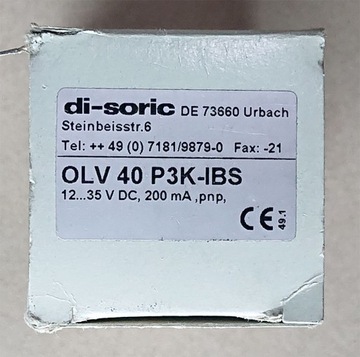 di-soric DE 73660 Urbach
Steinbeisstr.6
Tel: ++ 49 (0) 7181/9879-0 Fax: -21
OLV 40 P3K-IBS
12...35 V DC, 200 mA ,pnp,
CE
49.1